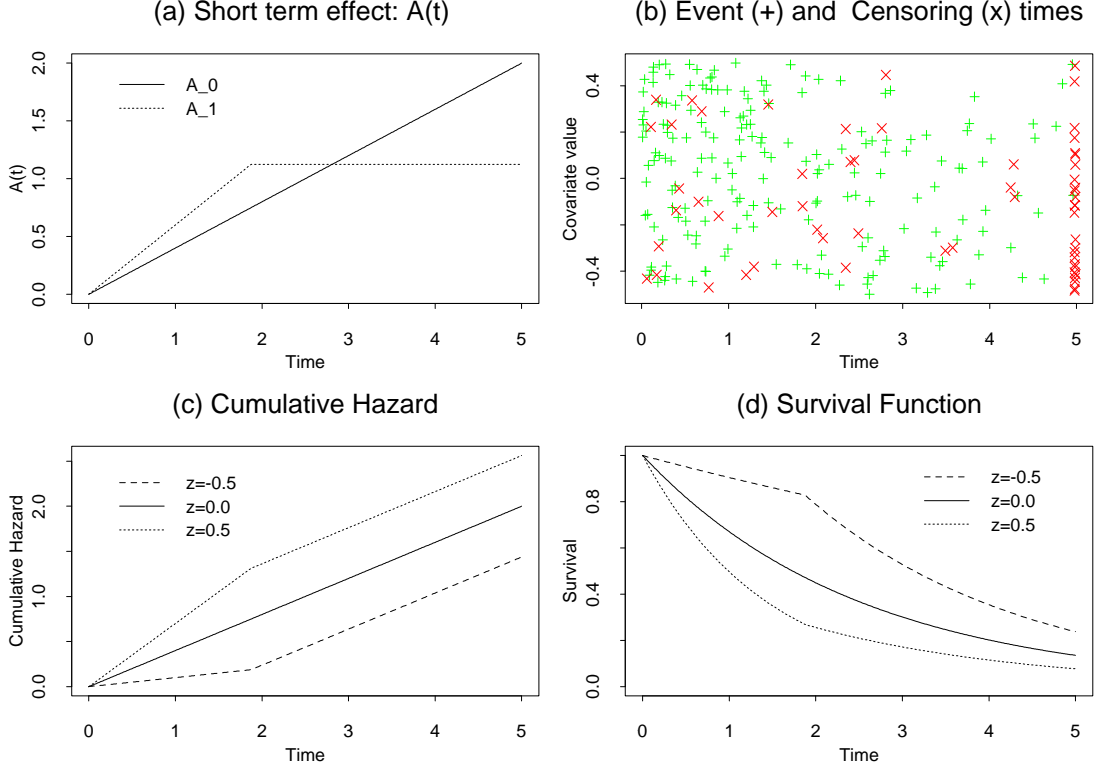 (a) Short term effect: A(t)
A(t)
2.0
1.5
1.0
0.5
0.0
A_0
A_1
0 1 2 3 4 5
Time
(b) Event (+) and Censoring (x) times
Covariate value
0.4
0.0
-0.4
0 1 2 3 4 5
Time
(c) Cumulative Hazard
Cumulative Hazard
2.0
1.0
0.0
z=-0.5
z=0.0
z=0.5
0 1 2 3 4 5
Time
(d) Survival Function
Survival
0.8
0.4
0.0
z=-0.5
z=0.0
z=0.5
0 1 2 3 4 5
Time